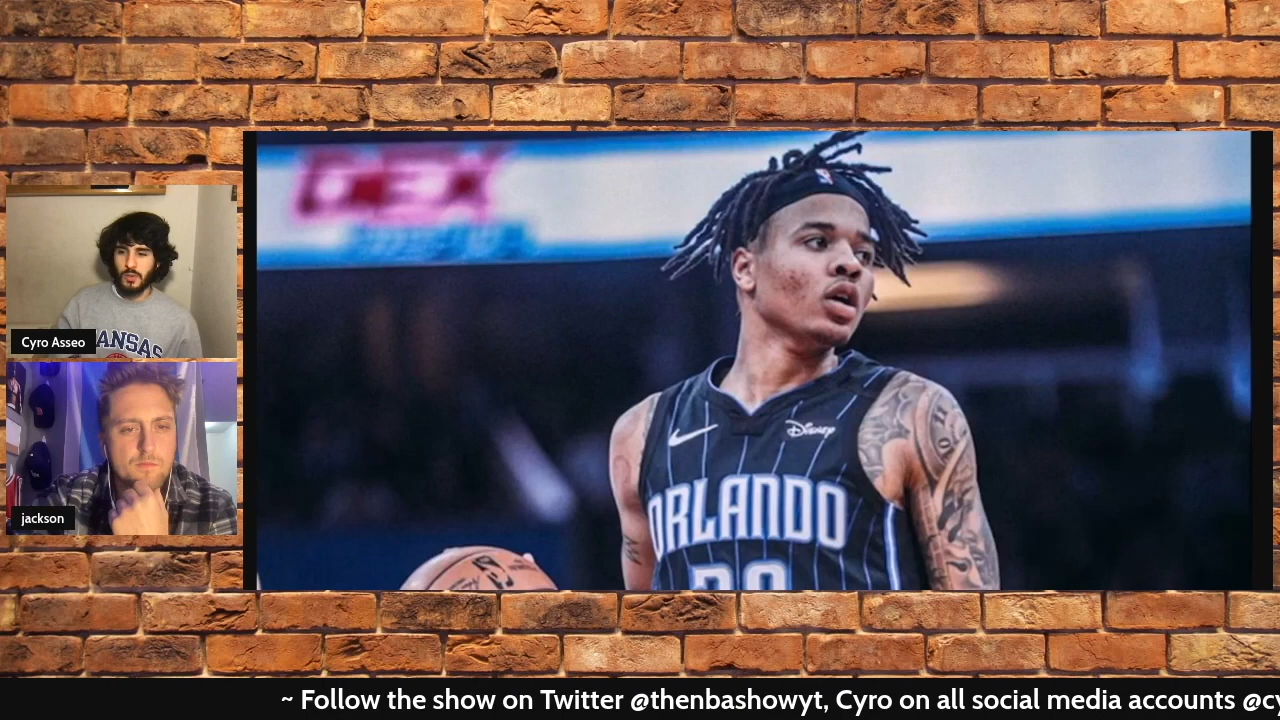 DEX
Cyro Asseo
ANSAS
jackson
Disney
ORLANDO
~ Follow the show on Twitter @thenbashowyt, Cyro on all social media accounts @cy